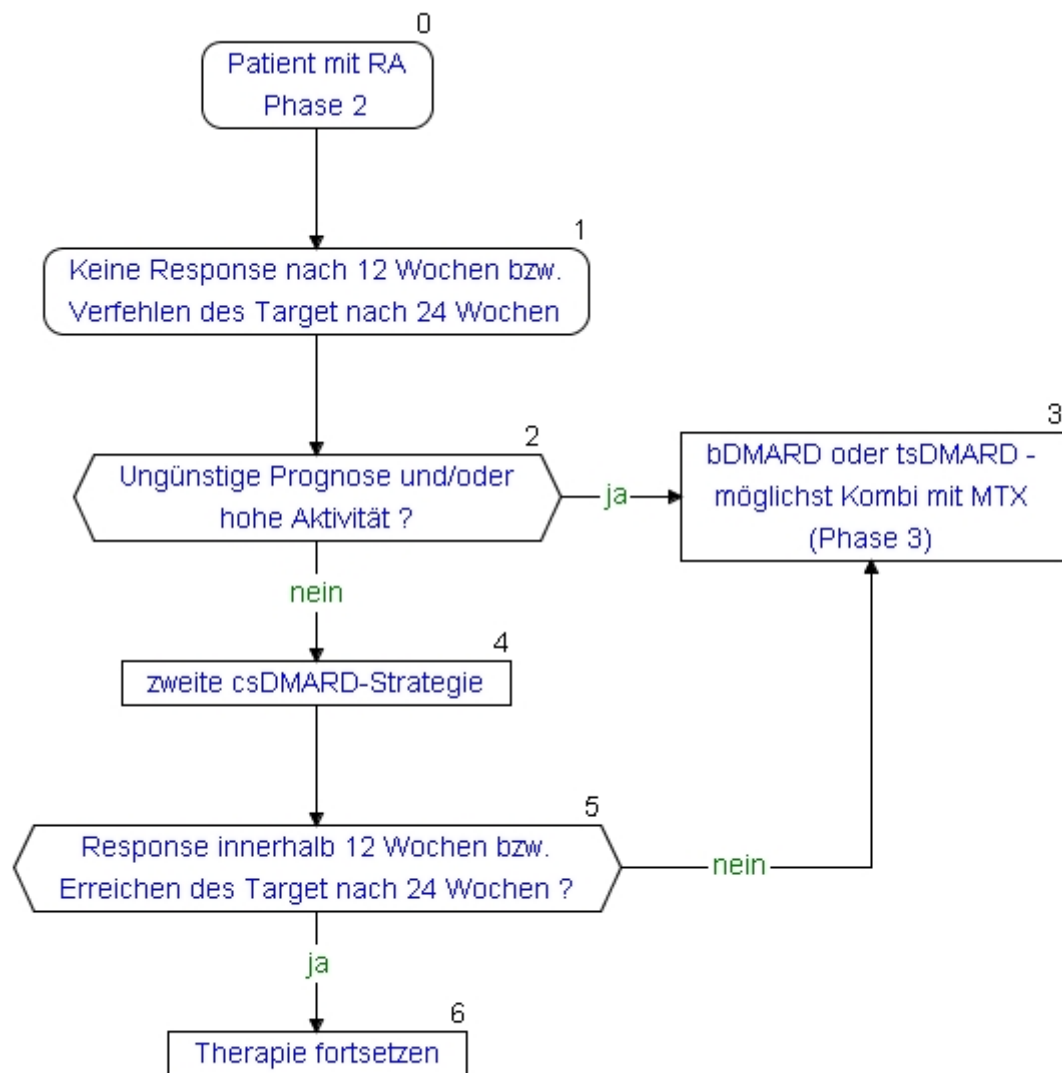 0
Patient mit RA
Phase 2
1
Keine Response nach 12 Wochen bzw.
Verfehlen des Target nach 24 Wochen
2
Ungünstige Prognose und/oder
hohe Aktivität ?
ja
3
bDMARD oder tsDMARD -
möglichst Kombi mit MTX
(Phase 3)
nein
4
zweite csDMARD-Strategie
5
Response innerhalb 12 Wochen bzw.
Erreichen des Target nach 24 Wochen ?
nein
ja
6
Therapie fortsetzen